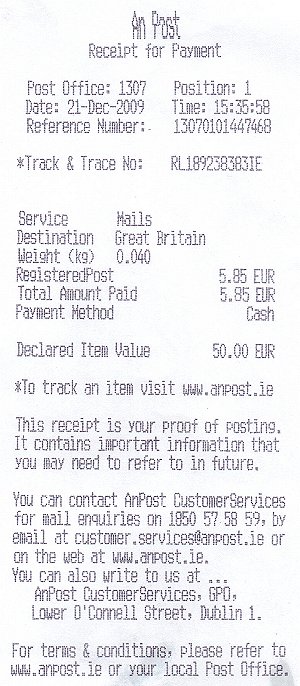 An Post
Receipt for Payment
Post Office: 1307 Position: 1
Date: 21-Dec-2009 Time: 15:35:58
Reference Number: 13070101447468
*Track & Trace No: RL189238383IE
Service Mails
Destination Great Britain
Weight (kg) 0.040
RegisteredPost 5.85 EUR
Total Amount Paid 5.85 EUR
Payment Method Cash
Declared Item Value 50.00 EUR
*To track an item visit www.anpost.ie
This receipt is your proof of posting.
It contains important information that
you may need to refer to in future.
You can contact AnPost CustomerServices
for mail enquiries on 1850 57 58 59, by
email at customer.services@anpost.ie or
on the web at www.anpost.ie.
You can also write to us at ...
AnPost CustomerServices, GPO,
Lower O'Connell Street, Dublin 1.
For terms & conditions, please refer to
www.anpost.ie or your local Post Office.